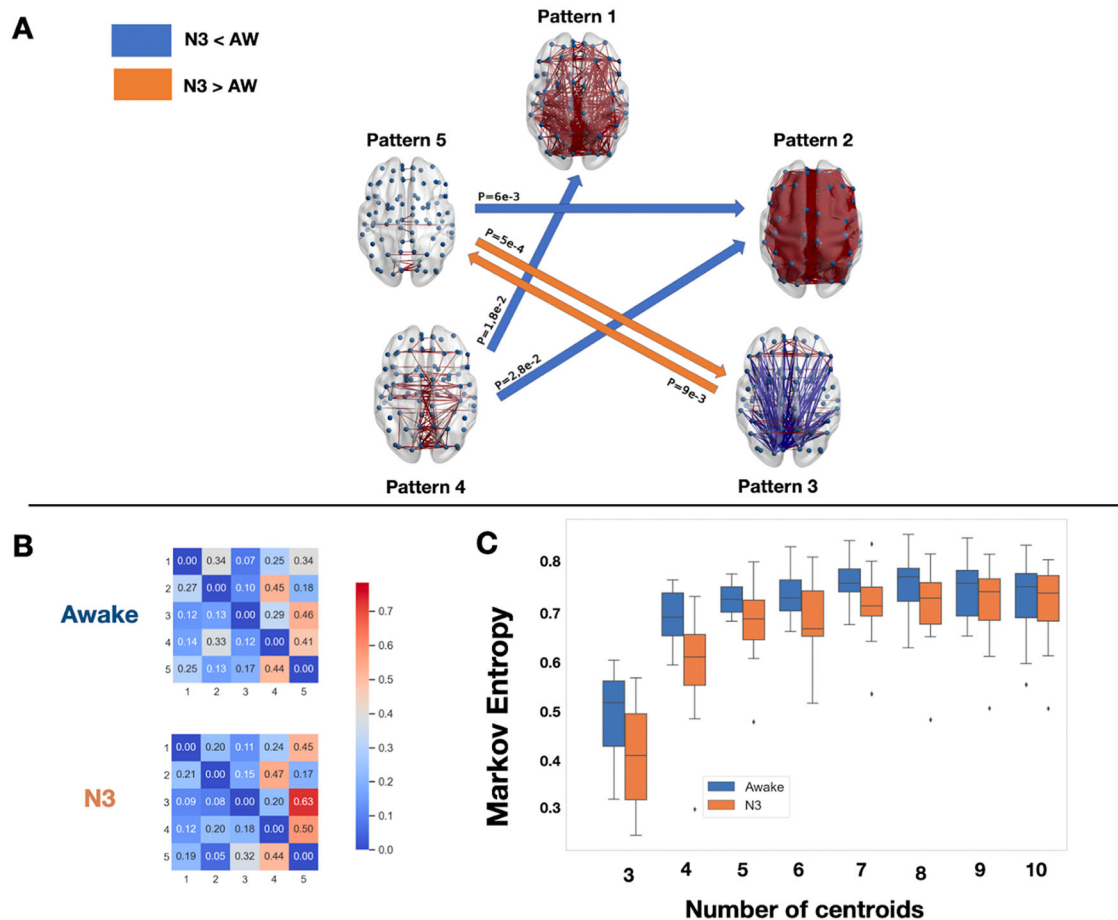 A
N3 < AW
N3 > AW
Pattern 1
Pattern 5
Pattern 2
P=6e-3
P=5e-4
P=1,8e-2
P=2,8e-2
P=9e-3
Pattern 4
Pattern 3
B
Awake
1 0.00 0.34 0.07 0.25 0.34
2 0.27 0.00 0.10 0.45 0.18
3 0.12 0.13 0.00 0.29 0.46
4 0.14 0.33 0.12 0.00 0.41
5 0.25 0.13 0.17 0.44 0.00
1 2 3 4 5
N3
1 0.00 0.20 0.11 0.24 0.45
2 0.21 0.00 0.15 0.47 0.17
3 0.09 0.08 0.00 0.20 0.63
4 0.12 0.20 0.18 0.00 0.50
5 0.19 0.05 0.32 0.44 0.00
1 2 3 4 5
0.7
0.6
0.5
0.4
0.3
0.2
0.1
0.0
C
Markov Entropy
0.8
0.7
0.6
0.5
0.4
0.3
Awake
N3
3 4 5 6 7 8 9 10
Number of centroids